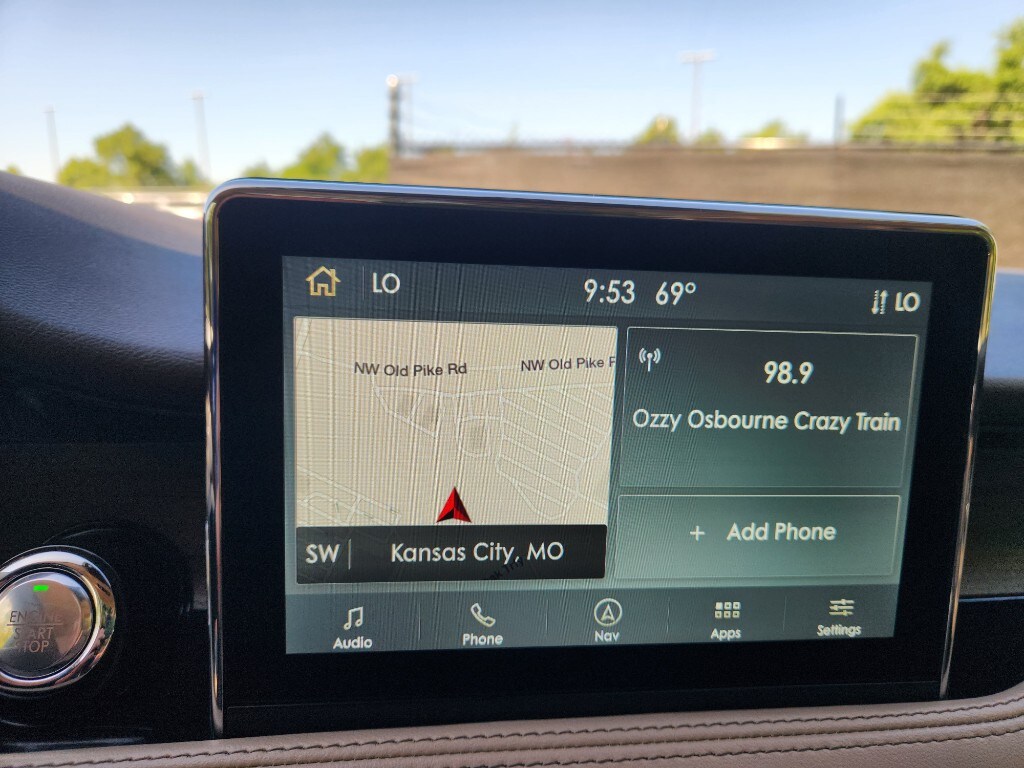 LO
9:53 69°
LO
NW Old Pike Rd
NW Old Pike
98.9
Ozzy Osbourne Crazy Train
SW
Kansas City, MO
+ Add Phone
Audio
Phone
Nav
Apps
Settings
ENGINE
START
STOP